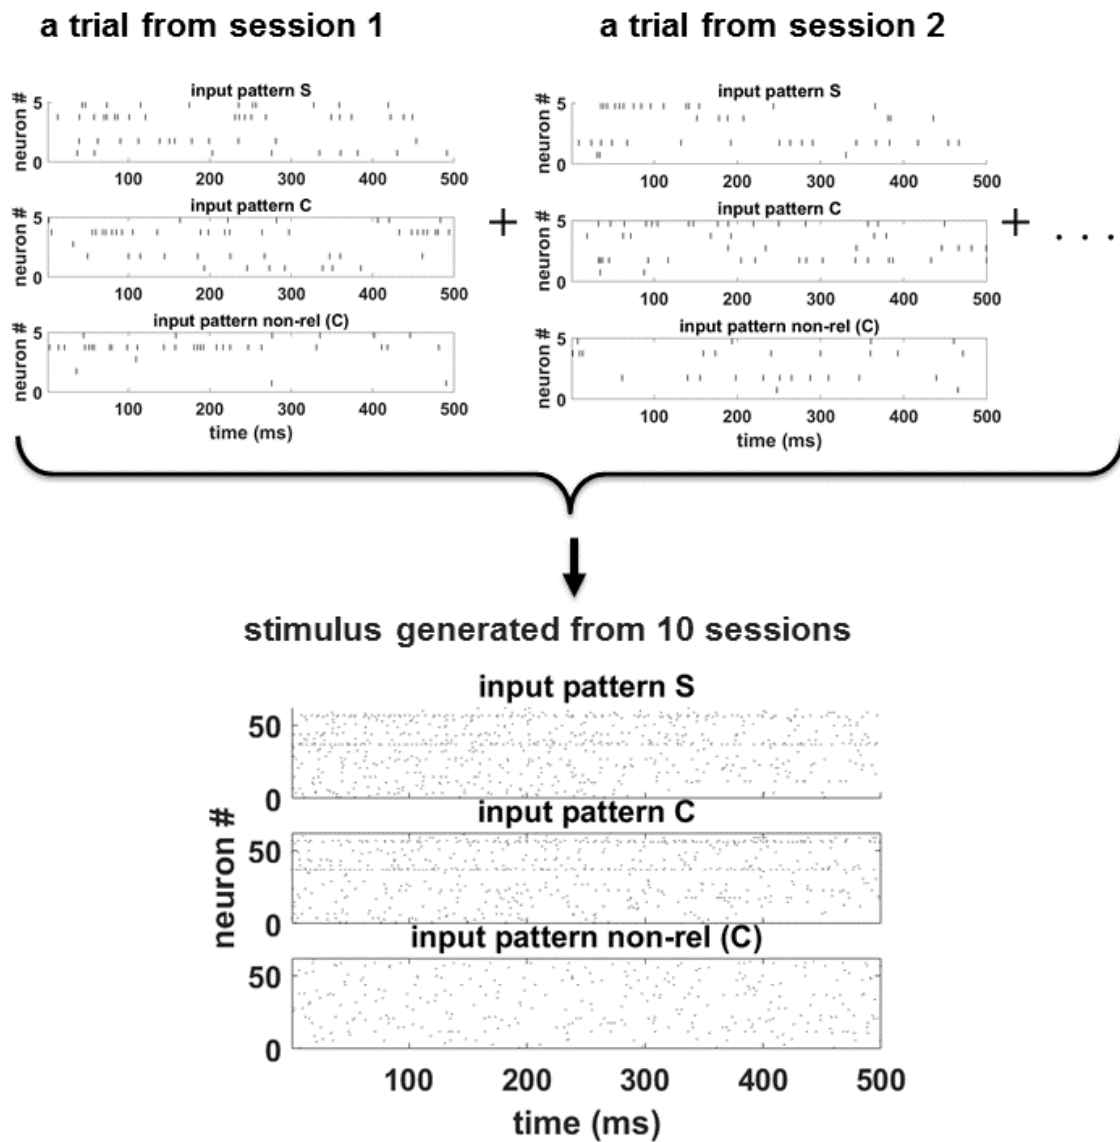 a trial from session 1
a trial from session 2
input pattern S
neuron #
5
0
100 200 300 400 500
input pattern C
neuron #
5
0
100 200 300 400 500
input pattern non-rel (C)
neuron #
5
0
100 200 300 400 500
time (ms)
+
input pattern S
neuron #
5
0
100 200 300 400 500
input pattern C
neuron #
5
0
100 200 300 400 500
input pattern non-rel (C)
neuron #
5
0
100 200 300 400 500
time (ms)
+ . . . .
stimulus generated from 10 sessions
input pattern S
50
0
input pattern C
neuron #
50
0
input pattern non-rel (C)
50
0
100 200 300 400 500
time (ms)